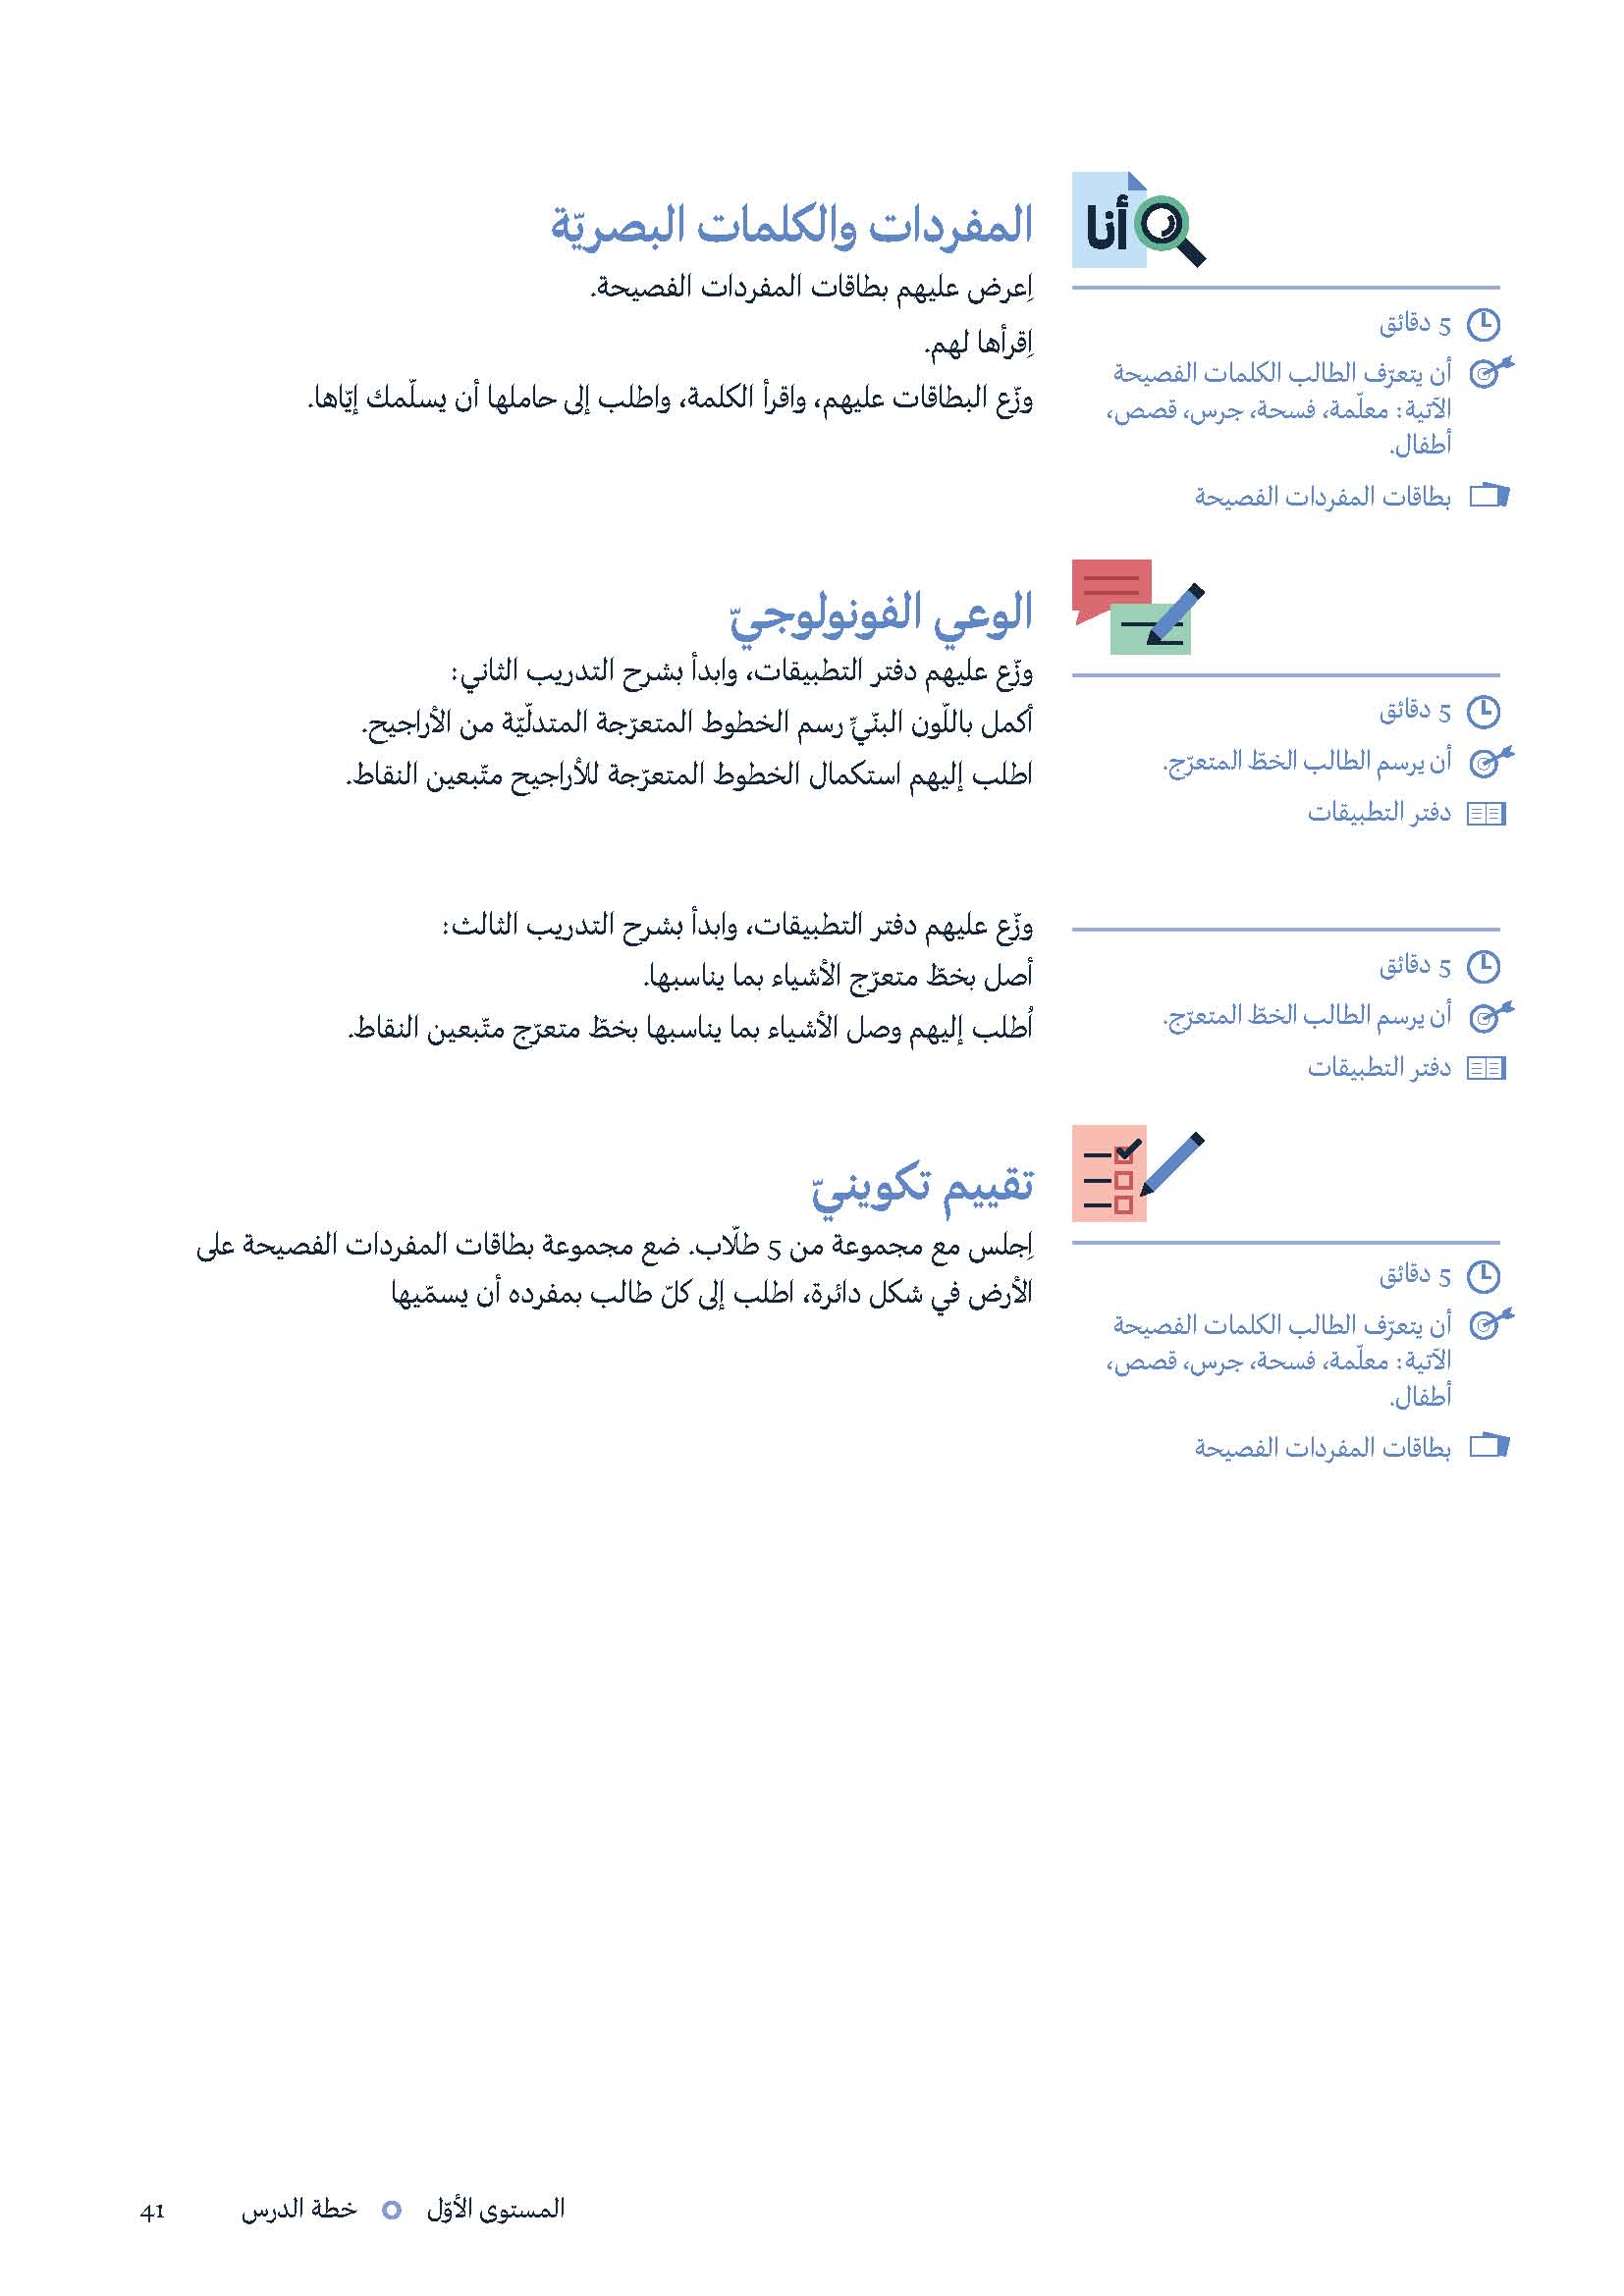 أنا
المفردات والكلمات البصريّة
اِعرض عليهم بطاقات المفردات الفصيحة.
اِقرأها لهم.
وزّع البطاقات عليهم، واقرأ الكلمة، واطلب إلى حاملها أن يسلّمك إيّاها.
5 دقائق
أن يتعرّف الطالب الكلمات الفصيحة
الآتية: معلّمة، فسحة، جرس، قصص،
أطفال.
بطاقات المفردات الفصيحة
الوعي الفونولوجيّ
وزّع عليهم دفتر التطبيقات، وابدأ بشرح التدريب الثاني:
أكمل باللّون البنّيِّ رسم الخطوط المتعرّجة المتدلّيّة من الأراجيح.
اطلب إليهم استكمال الخطوط المتعرّجة للأراجيح متّبعين النقاط.
5 دقائق
أن يرسم الطالب الخطّ المتعرّج.
دفتر التطبيقات
وزّع عليهم دفتر التطبيقات، وابدأ بشرح التدريب الثالث:
أصل بخطّ متعرّج الأشياء بما يناسبها.
اُطلب إليهم وصل الأشياء بما يناسبها بخطّ متعرّج متّبعين النقاط.
5 دقائق
أن يرسم الطالب الخطّ المتعرّج.
دفتر التطبيقات
تقييم تكوينيّ
اِجلس مع مجموعة من 5 طلّاب. ضع مجموعة بطاقات المفردات الفصيحة على
الأرض في شكل دائرة، اطلب إلى كلّ طالب بمفرده أن يسمّيها
5 دقائق
أن يتعرّف الطالب الكلمات الفصيحة
الآتية: معلّمة، فسحة، جرس، قصص،
أطفال.
بطاقات المفردات الفصيحة
المستوى الأوّل خطة الدرس 41